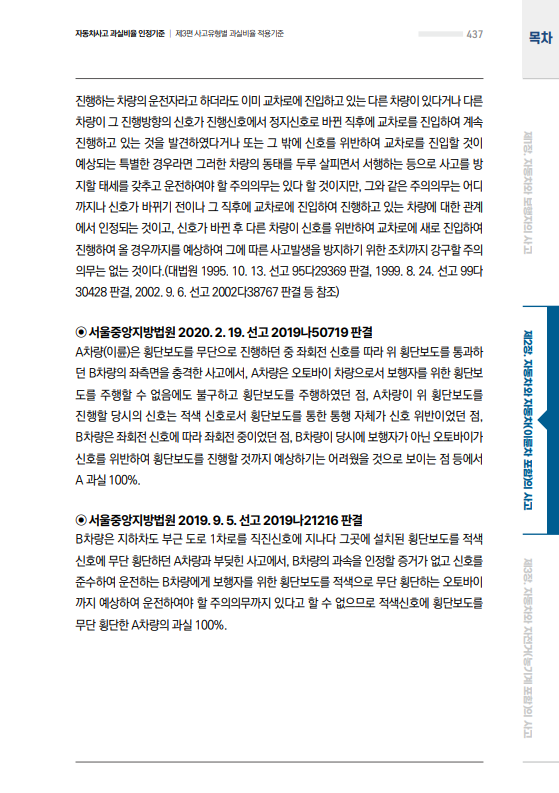 자동차사고 과실비율 인정기준 | 제3편 사고유형별 과실비율 적용기준
437
목차
진행하는 차량의 운전자라고 하더라도 이미 교차로에 진입하고 있는 다른 차량이 있다거나 다른
차량이 그 진행방향의 신호가 진행신호에서 정지신호로 바뀐 직후에 교차로를 진입하여 계속
진행하고 있는 것을 발견하였다거나 또는 그 밖에 신호를 위반하여 교차로를 진입할 것이
예상되는 특별한 경우라면 그러한 차량의 동태를 두루 살피면서 서행하는 등으로 사고를 방
지할 태세를 갖추고 운전하여야 할 주의의무는 있다 할 것이지만, 그와 같은 주의의무는 어디
까지나 신호가 바뀌기 전이나 그 직후에 교차로에 진입하여 진행하고 있는 차량에 대한 관계
에서 인정되는 것이고, 신호가 바뀐 후 다른 차량이 신호를 위반하여 교차로에 새로 진입하여
진행하여 올 경우까지를 예상하여 그에 따른 사고발생을 방지하기 위한 조치까지 강구할 주의
의무는 없는 것이다.(대법원 1995. 10. 13. 선고 95다29369 판결, 1999. 8. 24. 선고 99다
30428 판결, 2002. 9. 6. 선고 2002다38767 판결 등 참조)
◉ 서울중앙지방법원 2020. 2. 19. 선고 2019나50719 판결
A차량(이륜)은 횡단보도를 무단으로 진행하던 중 좌회전 신호를 따라 위 횡단보도를 통과하
던 B차량의 좌측면을 충격한 사고에서, A차량은 오토바이 차량으로서 보행자를 위한 횡단보
도를 주행할 수 없음에도 불구하고 횡단보도를 주행하였던 점, A차량이 위 횡단보도를
진행할 당시의 신호는 적색 신호로서 횡단보도를 통한 통행 자체가 신호 위반이었던 점,
B차량은 좌회전 신호에 따라 좌회전 중이었던 점, B차량이 당시에 보행자가 아닌 오토바이가
신호를 위반하여 횡단보도를 진행할 것까지 예상하기는 어려웠을 것으로 보이는 점 등에서
A 과실 100%.
◉ 서울중앙지방법원 2019. 9. 5. 선고 2019나21216 판결
B차량은 지하차도 부근 도로 1차로를 직진신호에 지나다 그곳에 설치된 횡단보도를 적색
신호에 무단 횡단하던 A차량과 부딪힌 사고에서, B차량의 과속을 인정할 증거가 없고 신호를
준수하여 운전하는 B차량에게 보행자를 위한 횡단보도를 적색으로 무단 횡단하는 오토바이
까지 예상하여 운전하여야 할 주의의무까지 있다고 할 수 없으므로 적색신호에 횡단보도를
무단 횡단한 A차량의 과실 100%.
제1장. 자동차와 보행자의 사고
제2장. 자동차와 자동차(이륜차 포함)의 사고
제3장. 자동차와 자전거(농기계 포함)의 사고